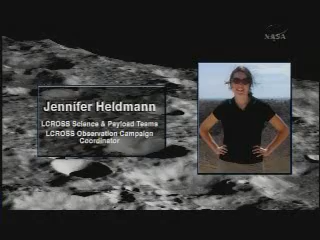 NASA
Jennifer Heldmann
LCROSS Science & Payload Teams
LCROSS Observation Campaign
Coordinator